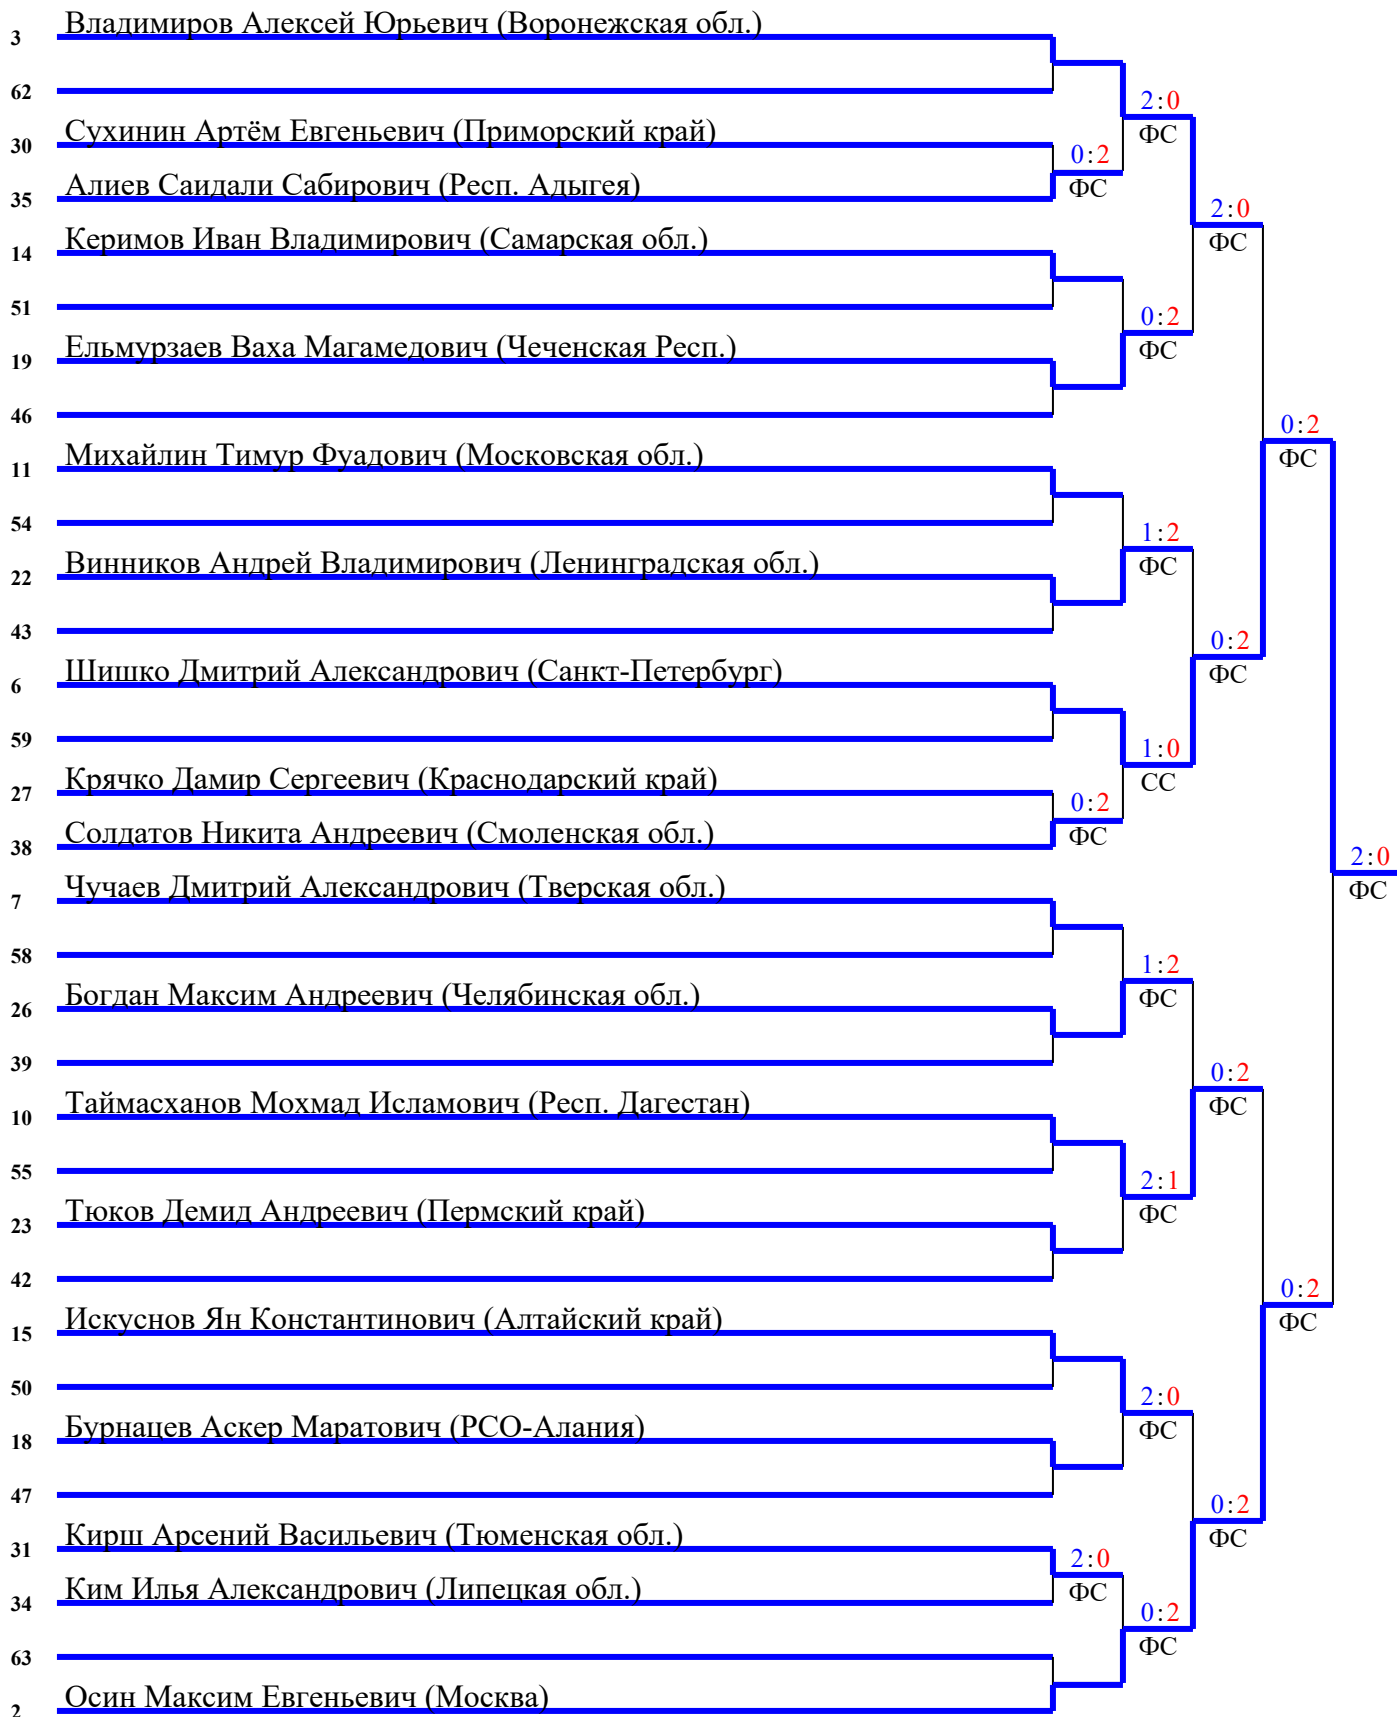 Владимиров Алексей Юрьевич (Воронежская обл.)
3
62
2:0
ФС
Сухинин Артём Евгеньевич (Приморский край)
30
0:2
ФС
Алиев Саидали Сабирович (Респ. Адыгея)
35
2:0
ФС
Керимов Иван Владимирович (Самарская обл.)
14
51
0:2
ФС
Ельмурзаев Ваха Магамедович (Чеченская Респ.)
19
46
0:2
ФС
Михайлин Тимур Фуадович (Московская обл.)
11
54
1:2
ФС
Винников Андрей Владимирович (Ленинградская обл.)
22
43
0:2
ФС
Шишко Дмитрий Александрович (Санкт-Петербург)
6
59
1:0
СС
Крячко Дамир Сергеевич (Краснодарский край)
27
0:2
ФС
Солдатов Никита Андреевич (Смоленская обл.)
38
2:0
ФС
Чучаев Дмитрий Александрович (Тверская обл.)
7
58
1:2
ФС
Богдан Максим Андреевич (Челябинская обл.)
26
39
0:2
ФС
Таймасханов Мохмад Исламович (Респ. Дагестан)
10
55
2:1
ФС
Тюков Демид Андреевич (Пермский край)
23
42
0:2
ФС
Искуснов Ян Константинович (Алтайский край)
15
50
2:0
ФС
Бурнацев Аскер Маратович (РСО-Алания)
18
47
0:2
ФС
Кирш Арсений Васильевич (Тюменская обл.)
31
2:0
ФС
Ким Илья Александрович (Липецкая обл.)
34
0:2
ФС
63
Осин Максим Евгеньевич (Москва)
2